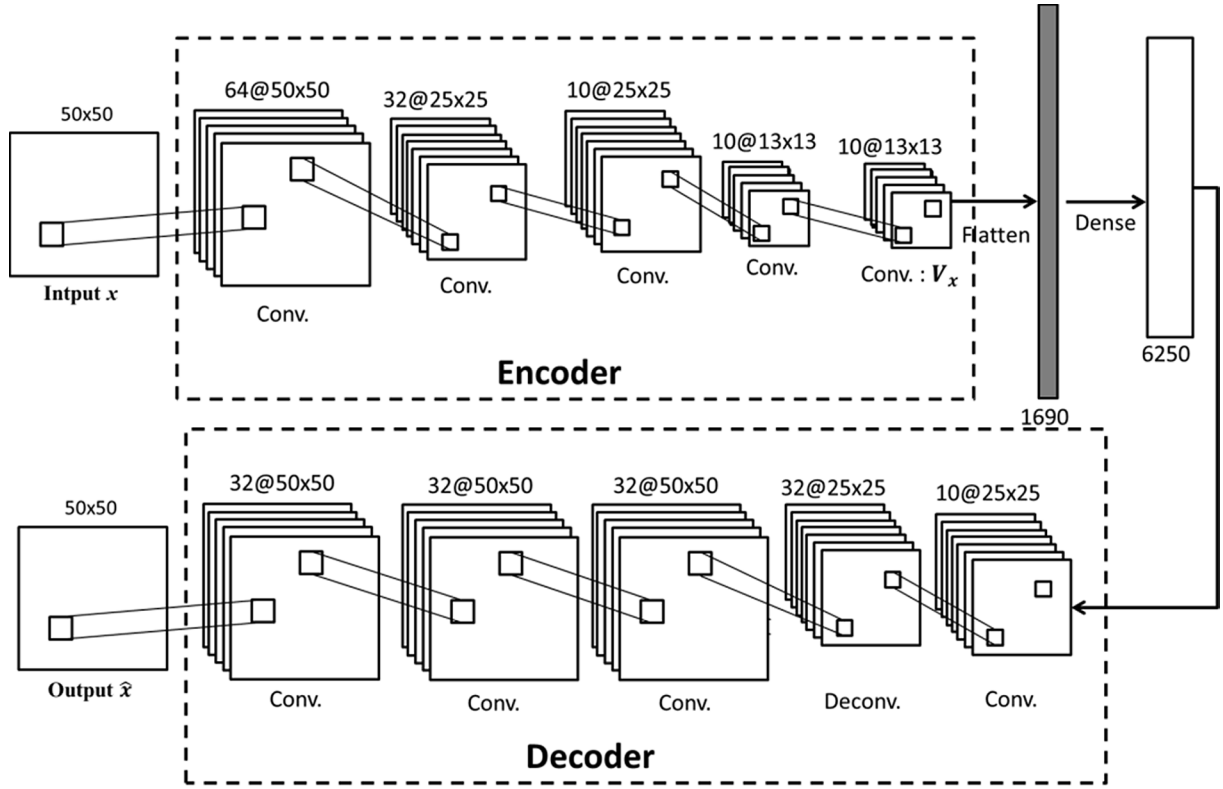 64@50x50
32@25x25
10@25x25
50x50
10@13x13
10@13x13
Flatten
Dense
Intput x
Conv.
Conv.
Conv.
Conv.
Conv. : Vₓ
Encoder
6250
1690
32@50x50
32@50x50
32@50x50
32@25x25
10@25x25
50x50
Output x̂
Conv.
Conv.
Conv.
Deconv.
Conv.
Decoder